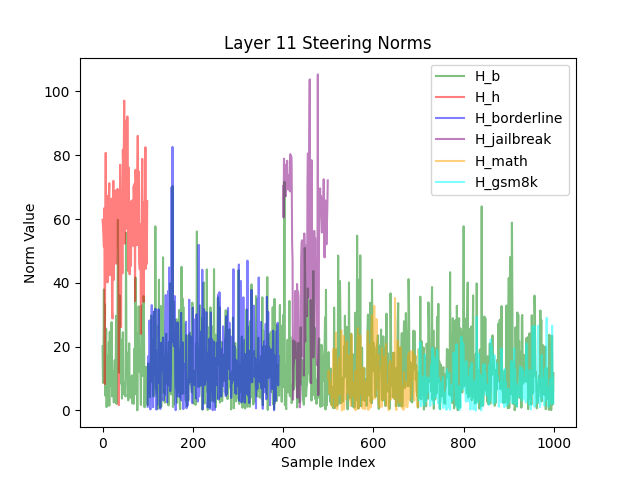 Layer 11 Steering Norms
H_b
H_h
H_borderline
H_jailbreak
H_math
H_gsm8k
Norm Value
100
80
60
40
20
0
0 200 400 600 800 1000
Sample Index